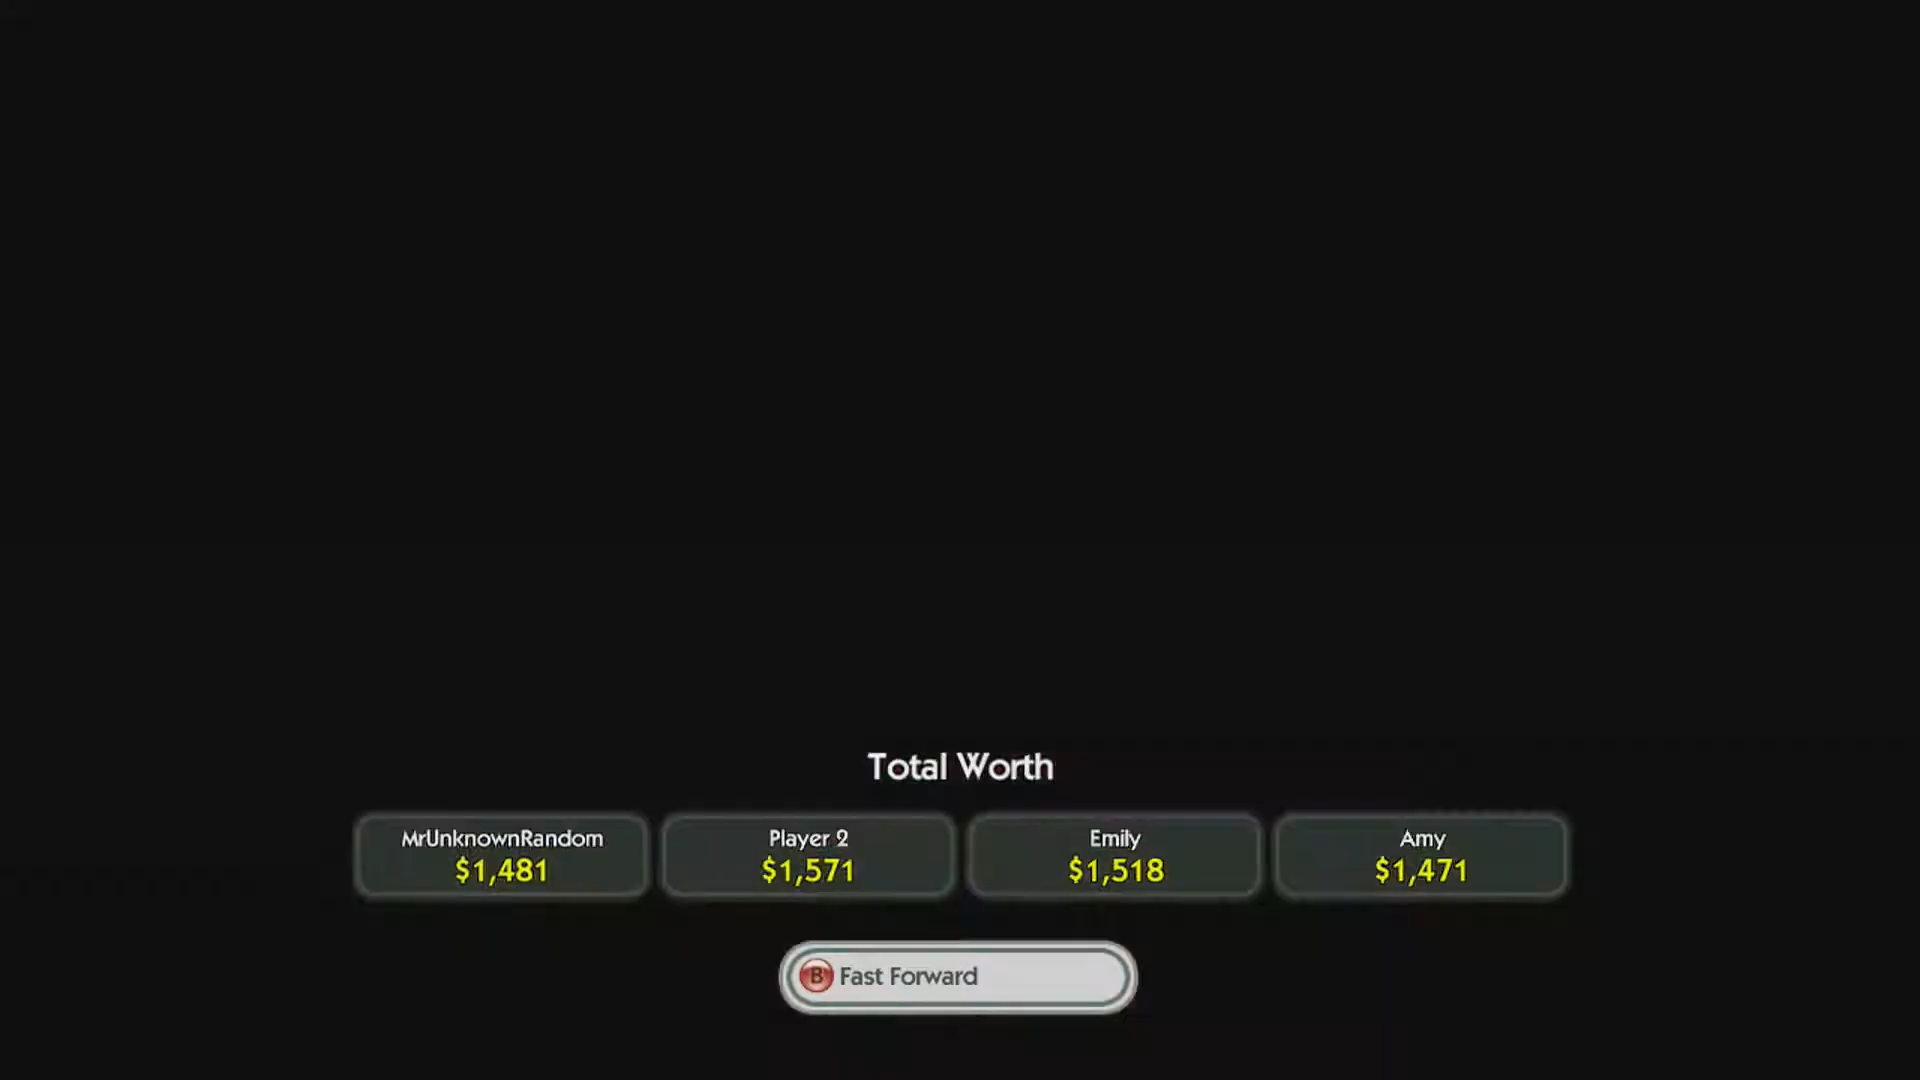 Total Worth
MrUnknownRandom
$1,481
Player 2
$1,571
Emily
$1,518
Amy
$1,471
B Fast Forward